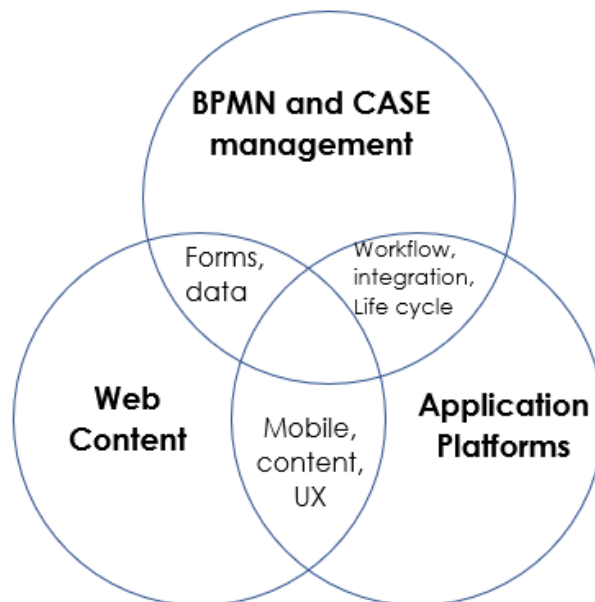 BPMN and CASE
management
Forms,
data
Workflow,
integration,
Life cycle
Web
Content
Application
Platforms
Mobile,
content,
UX